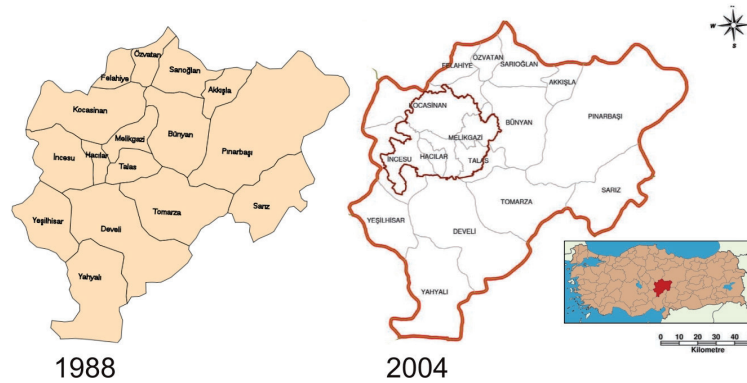 Özvatan
Felahiye
Sarıoğlan
Akkışla
Kocasinan
Melikgazi
Bünyan
İncesu
Hacılar
Talas
Pınarbaşı
Yeşilhisar
Develi
Tomarza
Sarız
Yahyalı
1988
ÖZVATAN
FELAHİYE
SARIOĞLAN
AKKIŞLA
KOCASİNAN
BÜNYAN
PINARBAŞI
MELİKGAZİ
İNCESU
HACILAR
TALAS
SARIZ
TOMARZA
YEŞİLHİSAR
DEVELİ
YAHYALI
2004
N
W
E
S
0 10 20 30 40
Kilometre